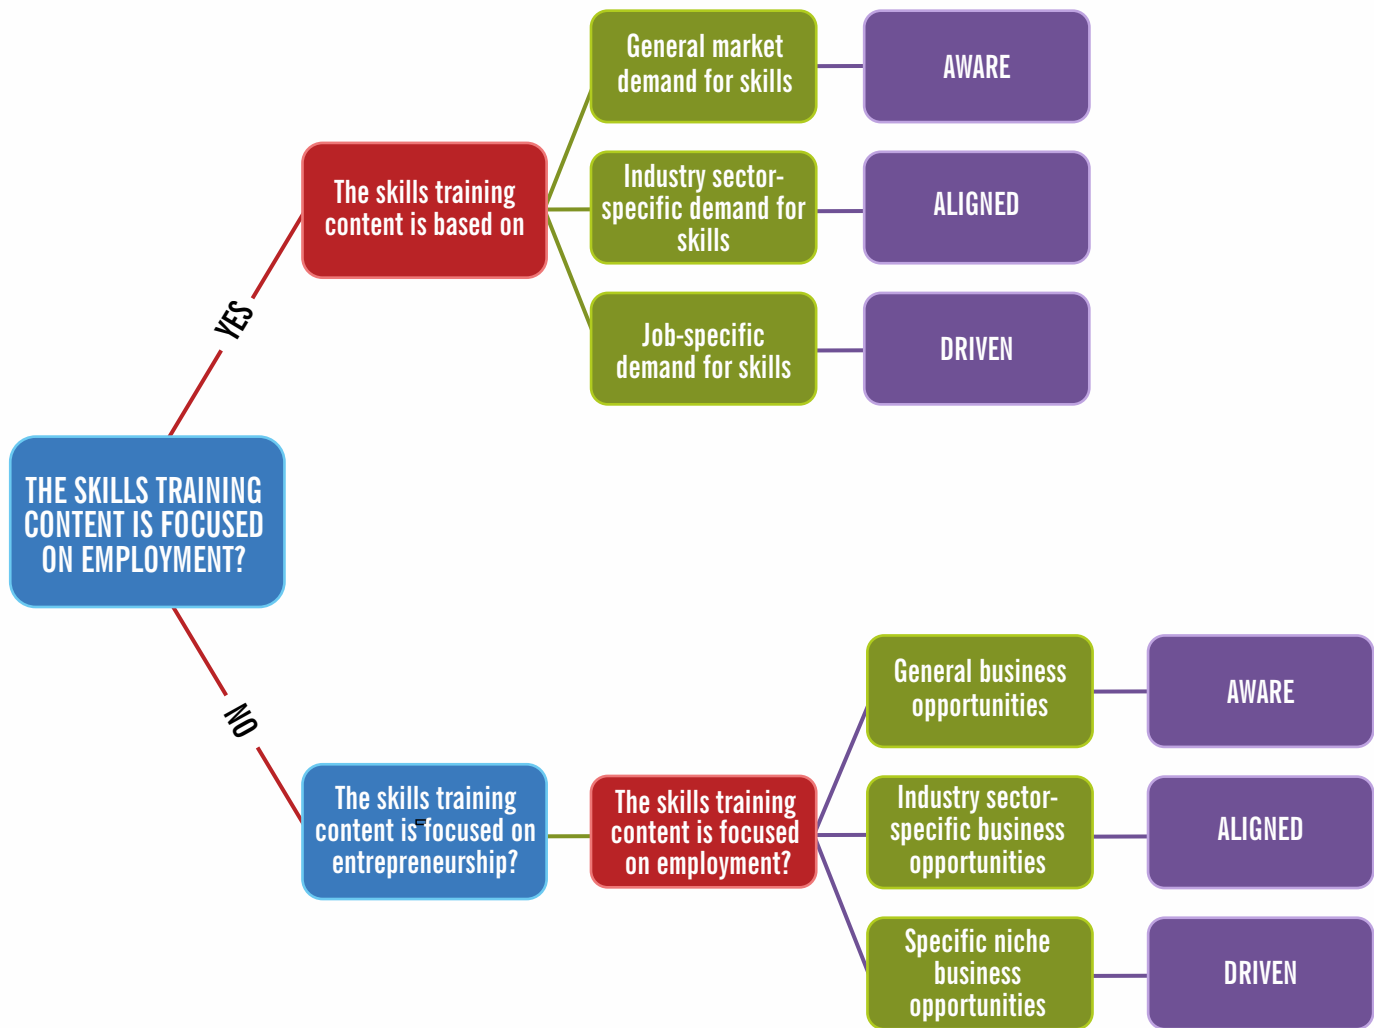 General market
demand for skills
AWARE
The skills training
content is based on
Industry sector-
specific demand for
skills
ALIGNED
Job-specific
demand for skills
DRIVEN
YES
THE SKILLS TRAINING
CONTENT IS FOCUSED
ON EMPLOYMENT?
NO
The skills training
content is focused on
entrepreneurship?
The skills training
content is focused
on employment?
General business
opportunities
AWARE
Industry sector-
specific business
opportunities
ALIGNED
Specific niche
business
opportunities
DRIVEN